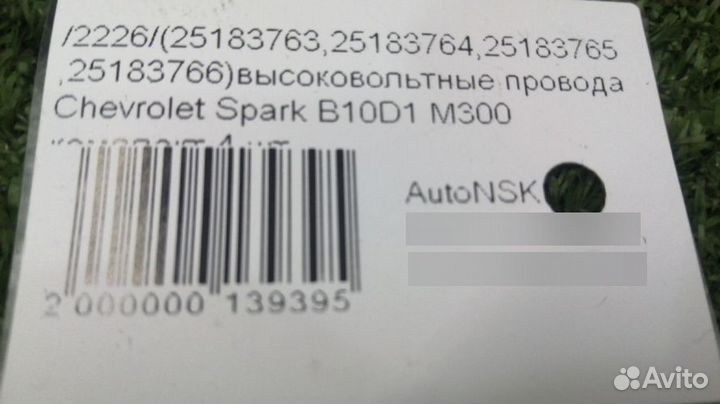 /2226/(25183763,25183764,25183765
,25183766)высоковольтные провода
Chevrolet Spark B10D1 M300
AutoNSK
2 000000 139395
Avito